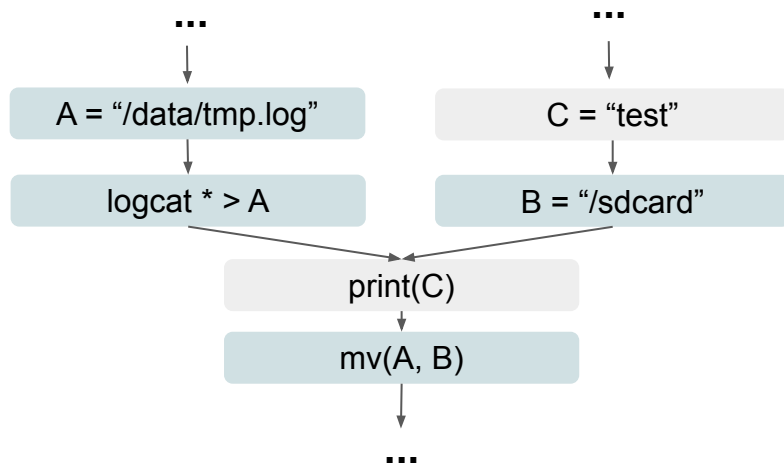 ...
...
A = “/data/tmp.log”
C = “test”
logcat * > A
B = “/sdcard”
print(C)
mv(A, B)
...